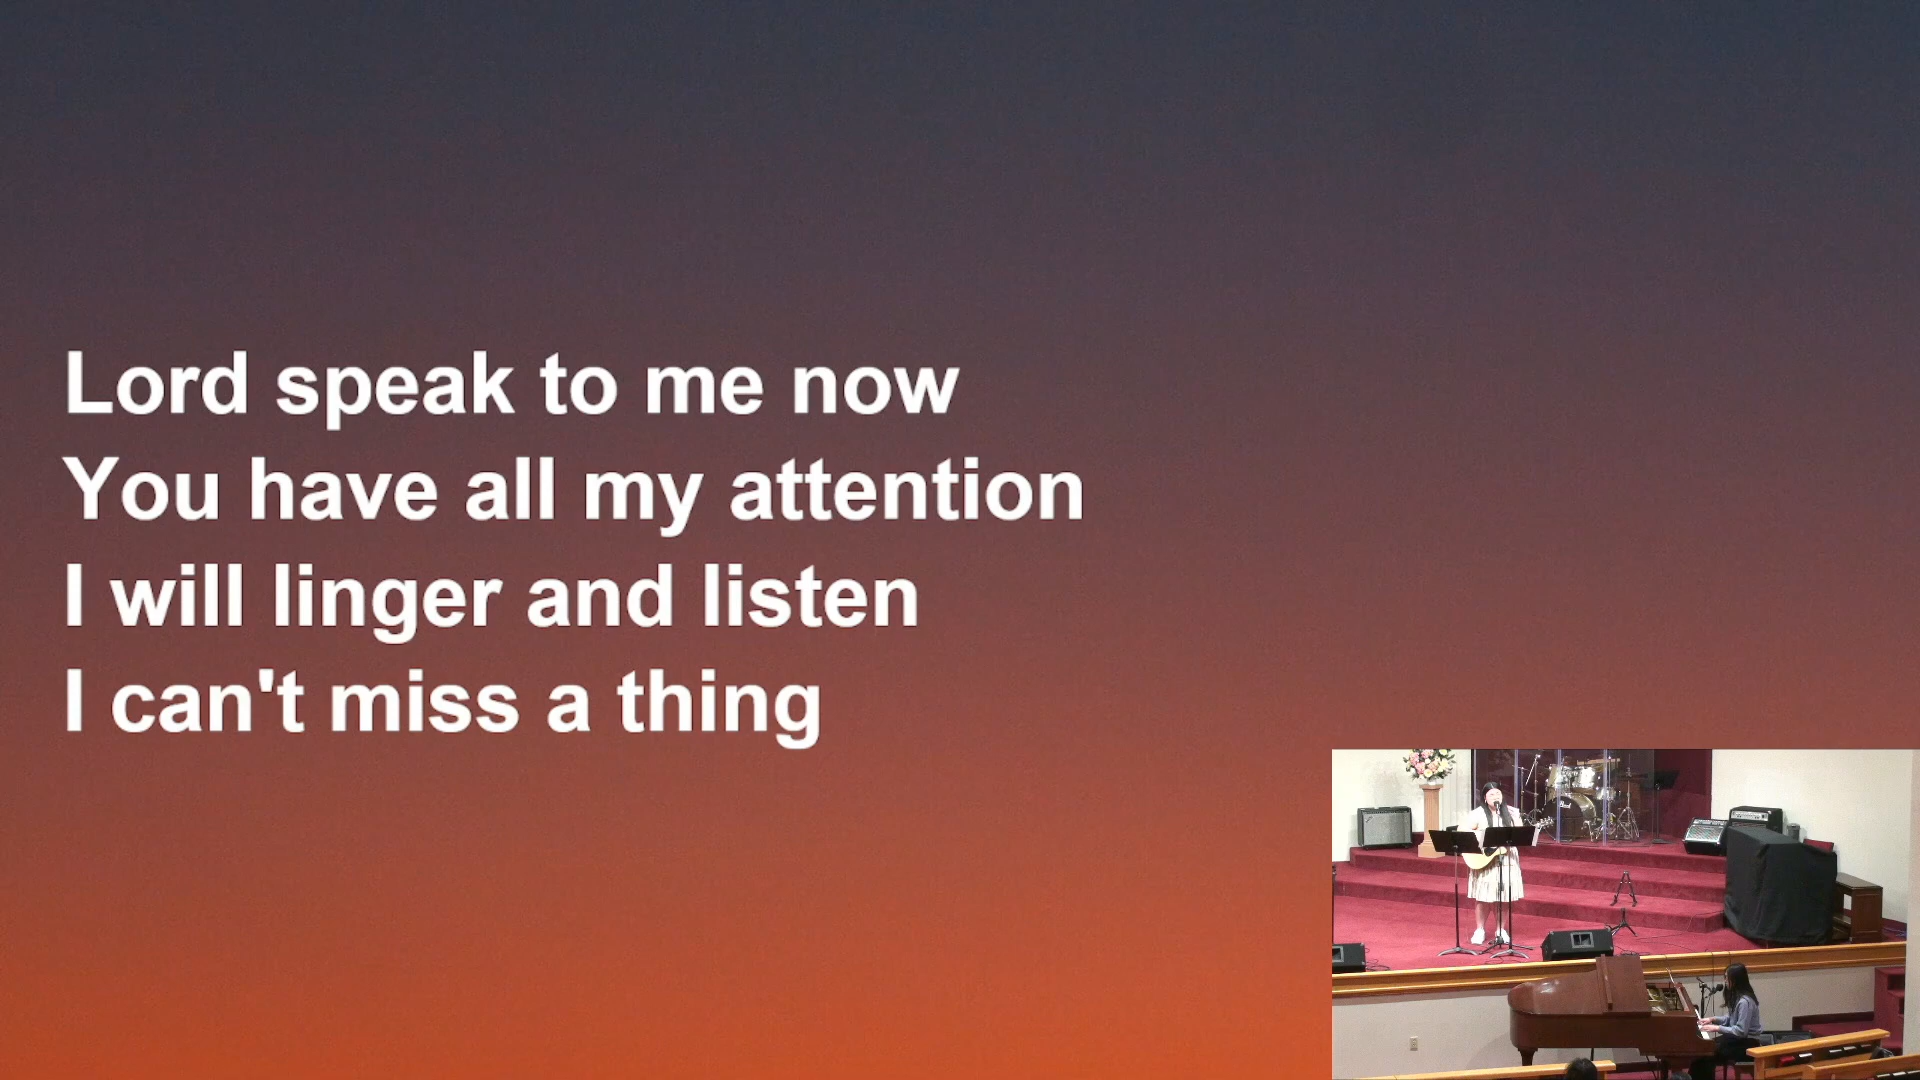 Lord speak to me now
You have all my attention
I will linger and listen
I can't miss a thing